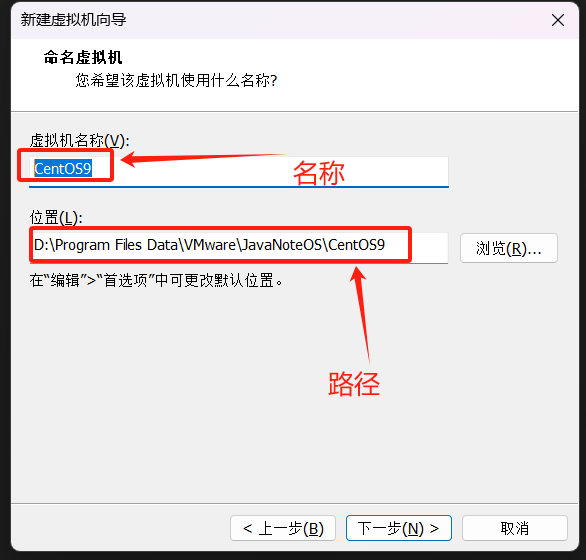 新建虚拟机向导
命名虚拟机
您希望该虚拟机使用什么名称?
虚拟机名称(V):
CentOS9
名称
位置(L):
D:\Program Files Data\VMware\JavaNoteOS\CentOS9
浏览(R)...
在“编辑”>“首选项”中可更改默认位置。
路径
< 上一步(B)
下一步(N) >
取消